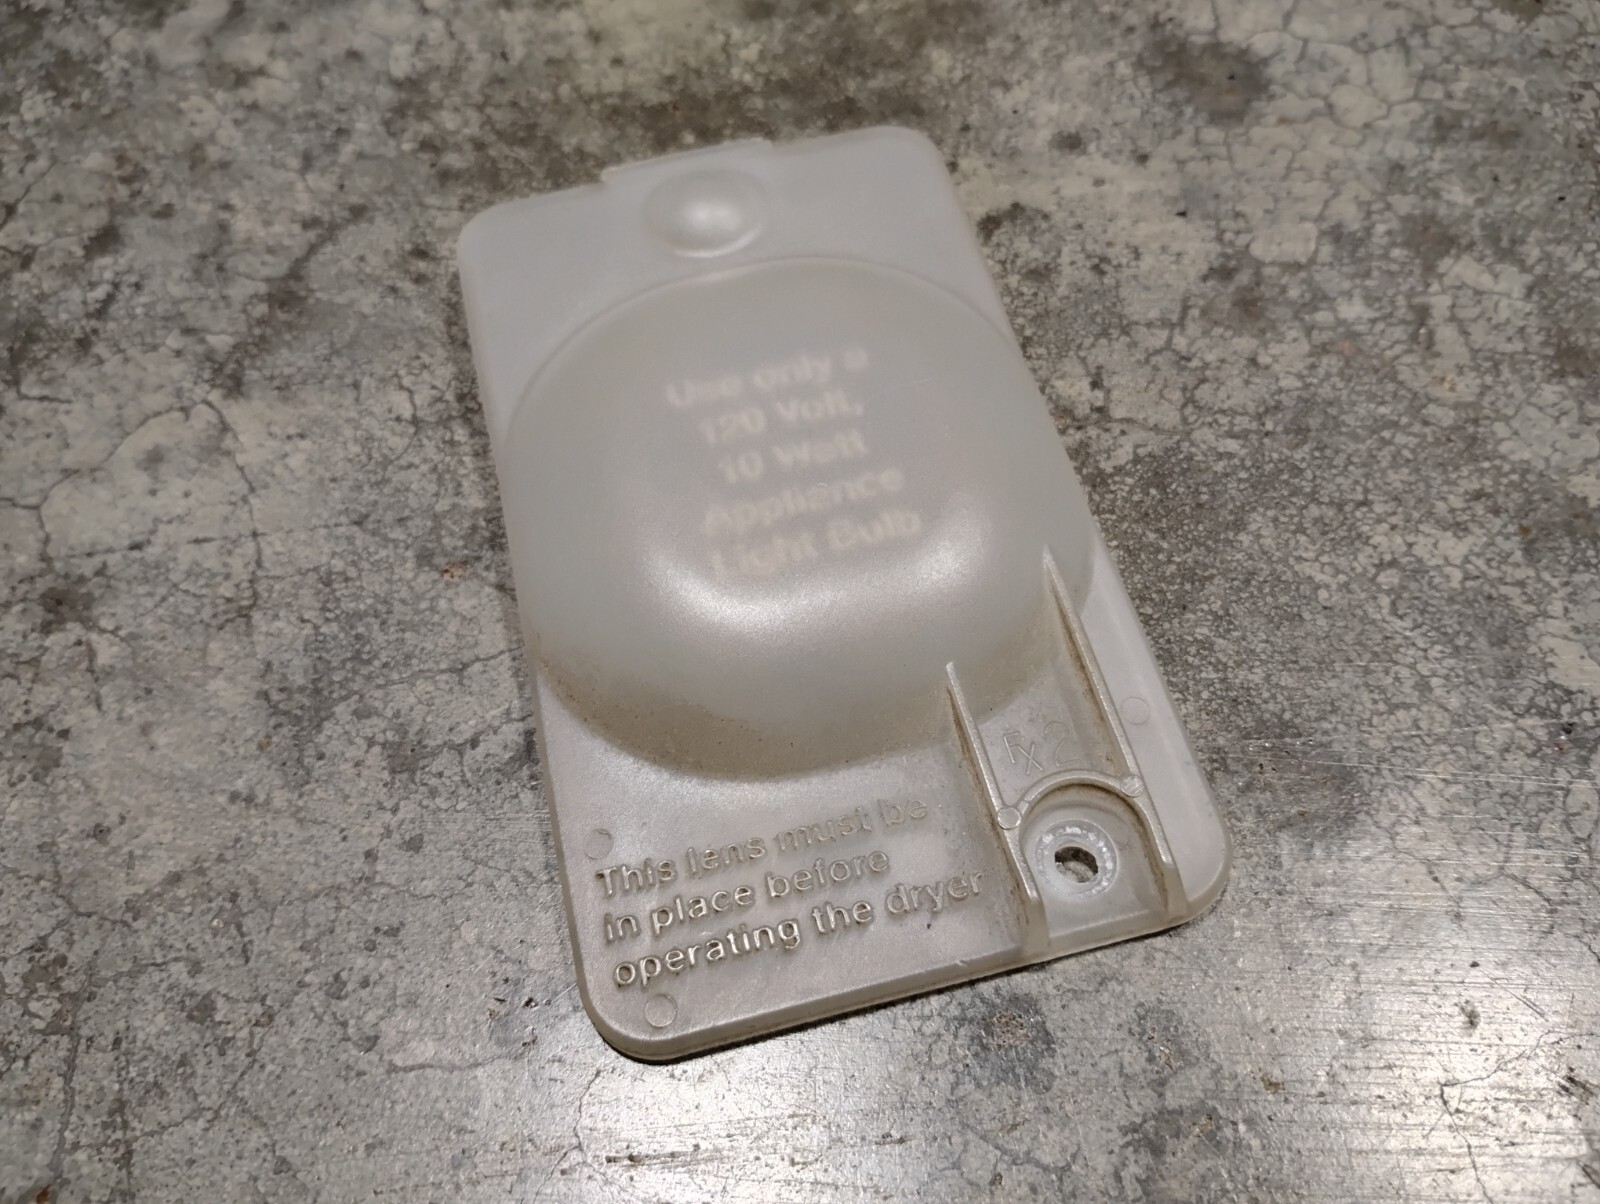 Use only a
120 Volt,
10 Watt
Appliance
Light Bulb
Fx2
This lens must be
in place before
operating the dryer